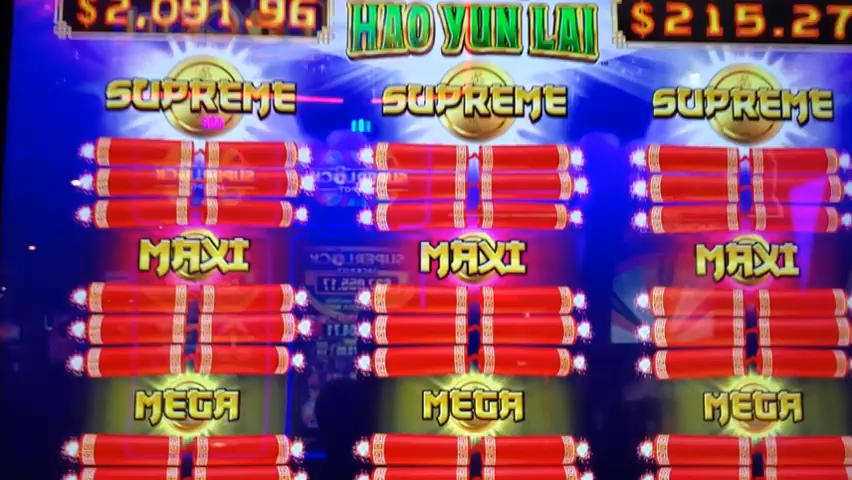 $2,091.96 HAO YUN LAI $215.27
SUPREME SUPREME SUPREME
MAXI MAXI MAXI
MEGA MEGA MEGA